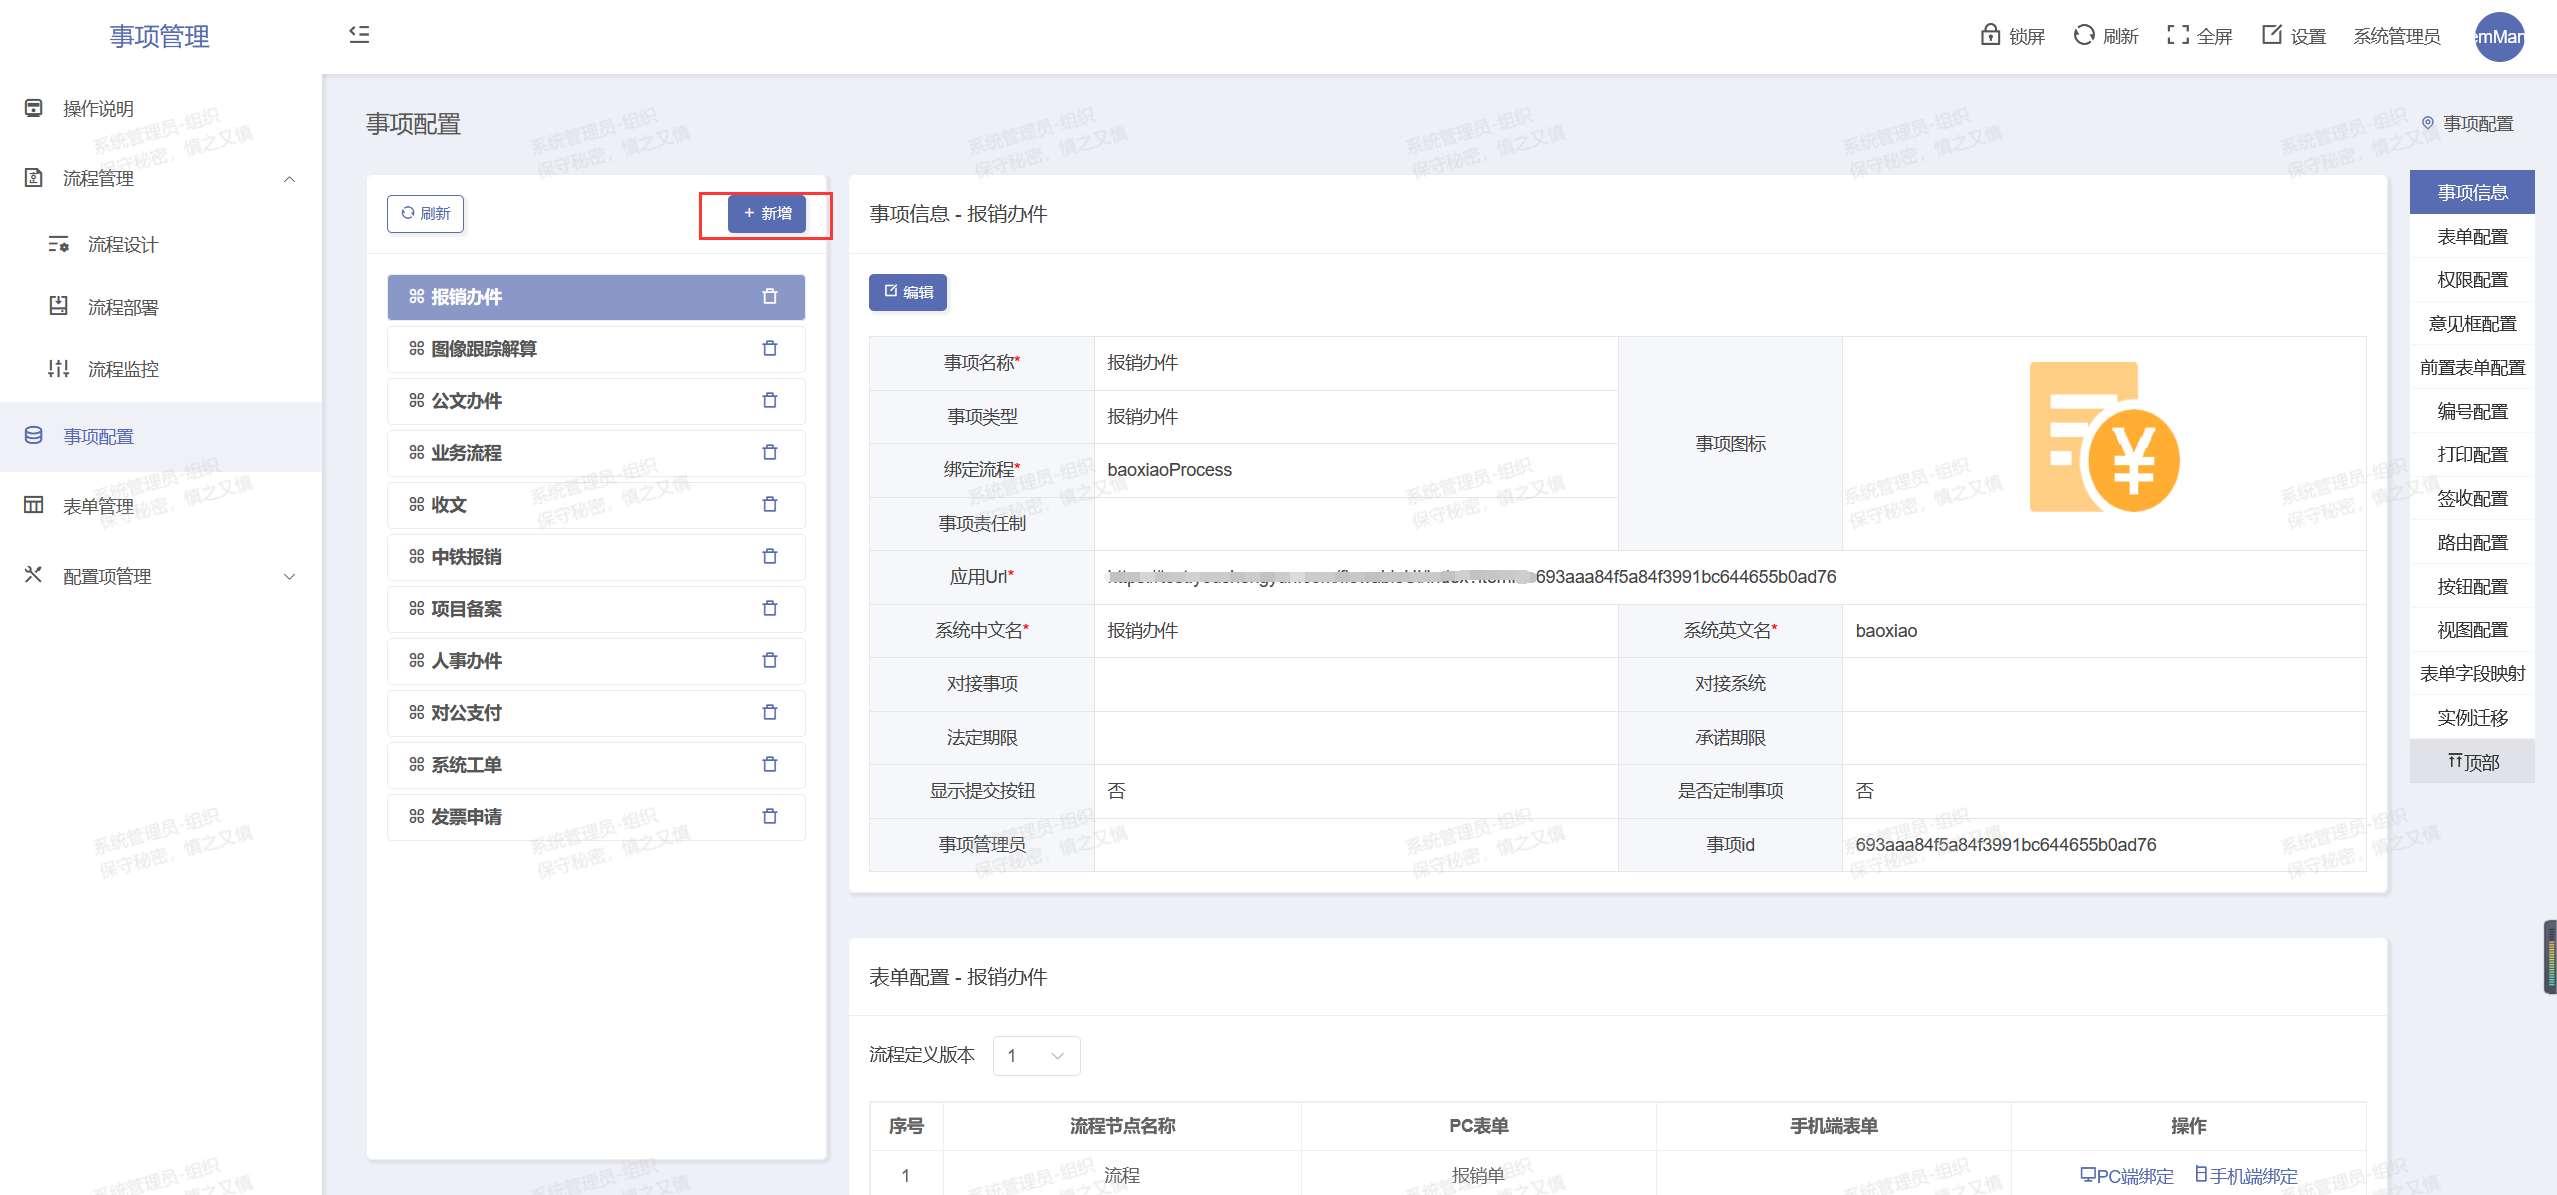 事项管理
锁屏 刷新 全屏 设置 系统管理员 emMan
操作说明
流程管理
流程设计
流程部署
流程监控
事项配置
表单管理
配置项管理
事项配置
事项配置
刷新
+ 新增
报销办件
图像跟踪解算
公文办件
业务流程
收文
中铁报销
项目备案
人事办件
对公支付
系统工单
发票申请
事项信息 - 报销办件
编辑
事项名称* 报销办件
事项类型 报销办件
绑定流程* baoxiaoProcess
事项责任制
事项图标
¥
应用Url* 693aaa84f5a84f3991bc644655b0ad76
系统中文名* 报销办件 系统英文名* baoxiao
对接事项 对接系统
法定期限 承诺期限
显示提交按钮 否 是否定制事项 否
事项管理员 事项id 693aaa84f5a84f3991bc644655b0ad76
表单配置 - 报销办件
流程定义版本 1
序号 流程节点名称 PC表单 手机端表单 操作
1 流程 报销单 PC端绑定 手机端绑定
事项信息
表单配置
权限配置
意见框配置
前置表单配置
编号配置
打印配置
签收配置
路由配置
按钮配置
视图配置
表单字段映射
实例迁移
顶部
系统管理员-组织
保守秘密，慎之又慎